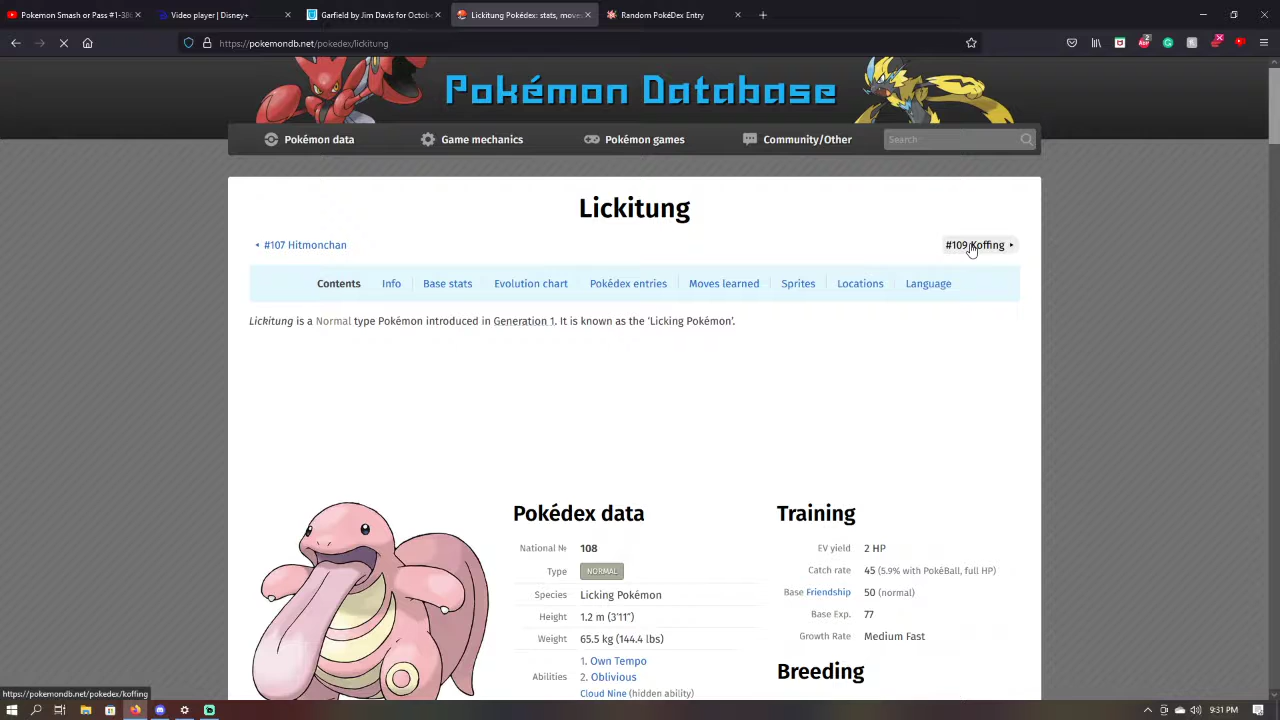 Pokémon Scorpio or Pass #1-38
Video player | Disney+
Garfield by Jim Davis for Octob
Lickitung Pokédex: stats, move
Random PokéDex Entry
https://pokemondb.net/pokedex/lickitung
Pokémon Database
Pokémon data
Game mechanics
Pokémon games
Community/Other
Search
Lickitung
#107 Hitmonchan
#109 Koffing
Contents
Info
Base stats
Evolution chart
Pokédex entries
Moves learned
Sprites
Locations
Language
Lickitung is a Normal type Pokémon introduced in Generation 1. It is known as the ‘Licking Pokémon’.
Pokédex data
National № 108
Type NORMAL
Species Licking Pokémon
Height 1.2 m (3′11″)
Weight 65.5 kg (144.4 lbs)
Abilities 1. Own Tempo
2. Oblivious
Cloud Nine (hidden ability)
Training
EV yield 2 HP
Catch rate 45 (5.9% with PokéBall, full HP)
Base Friendship 50 (normal)
Base Exp. 77
Growth Rate Medium Fast
Breeding
https://pokemondb.net/pokedex/koffing
9:31 PM